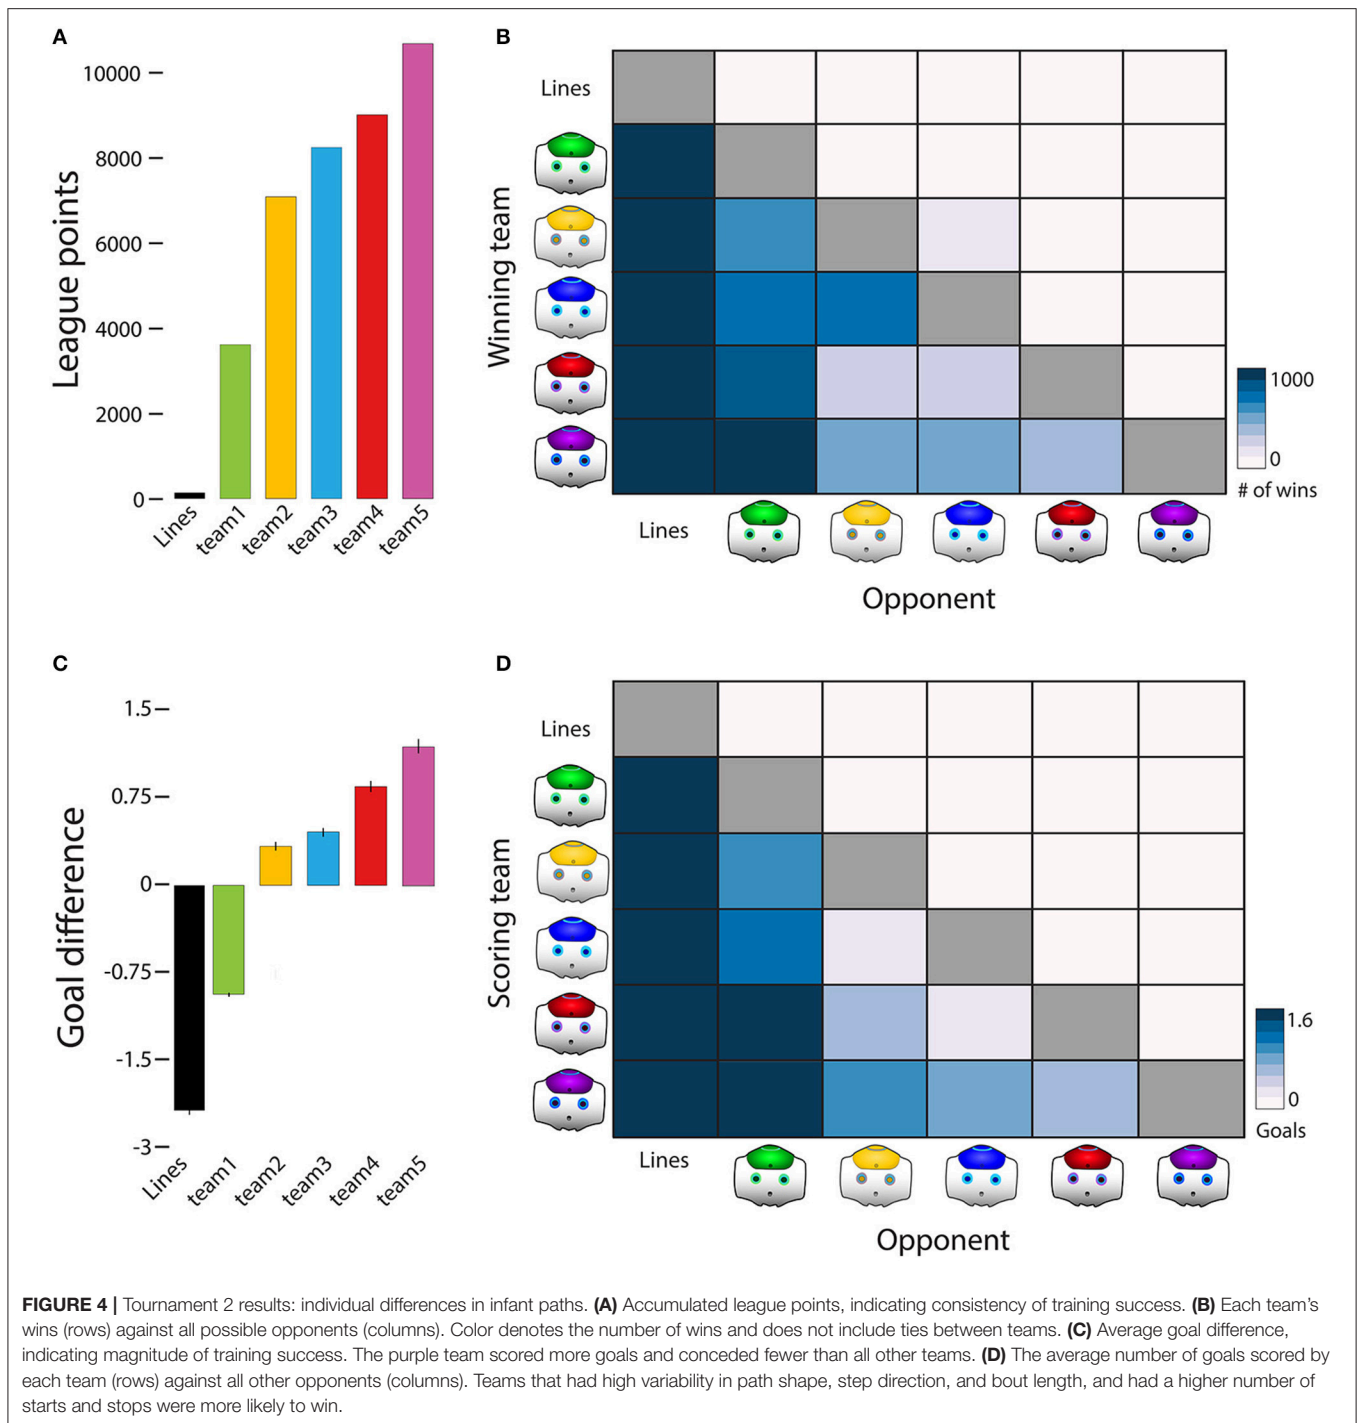 A
League points
10000
8000
6000
4000
2000
0
Lines
team1
team2
team3
team4
team5
B
Winning team
Lines
Lines
Opponent
1000
0
# of wins
C
Goal difference
1.5
0.75
0
-0.75
-1.5
-3
Lines
team1
team2
team3
team4
team5
D
Scoring team
Lines
Lines
Opponent
1.6
0
Goals
FIGURE 4 | Tournament 2 results: individual differences in infant paths. (A) Accumulated league points, indicating consistency of training success. (B) Each team's
wins (rows) against all possible opponents (columns). Color denotes the number of wins and does not include ties between teams. (C) Average goal difference,
indicating magnitude of training success. The purple team scored more goals and conceded fewer than all other teams. (D) The average number of goals scored by
each team (rows) against all other opponents (columns). Teams that had high variability in path shape, step direction, and bout length, and had a higher number of
starts and stops were more likely to win.